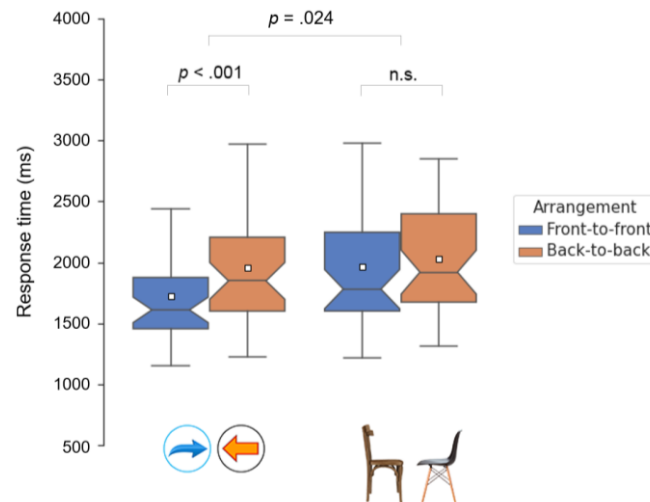 4000
3500
3000
2500
2000
1500
1000
500
Response time (ms)
p = .024
p < .001
n.s.
Arrangement
Front-to-front
Back-to-back